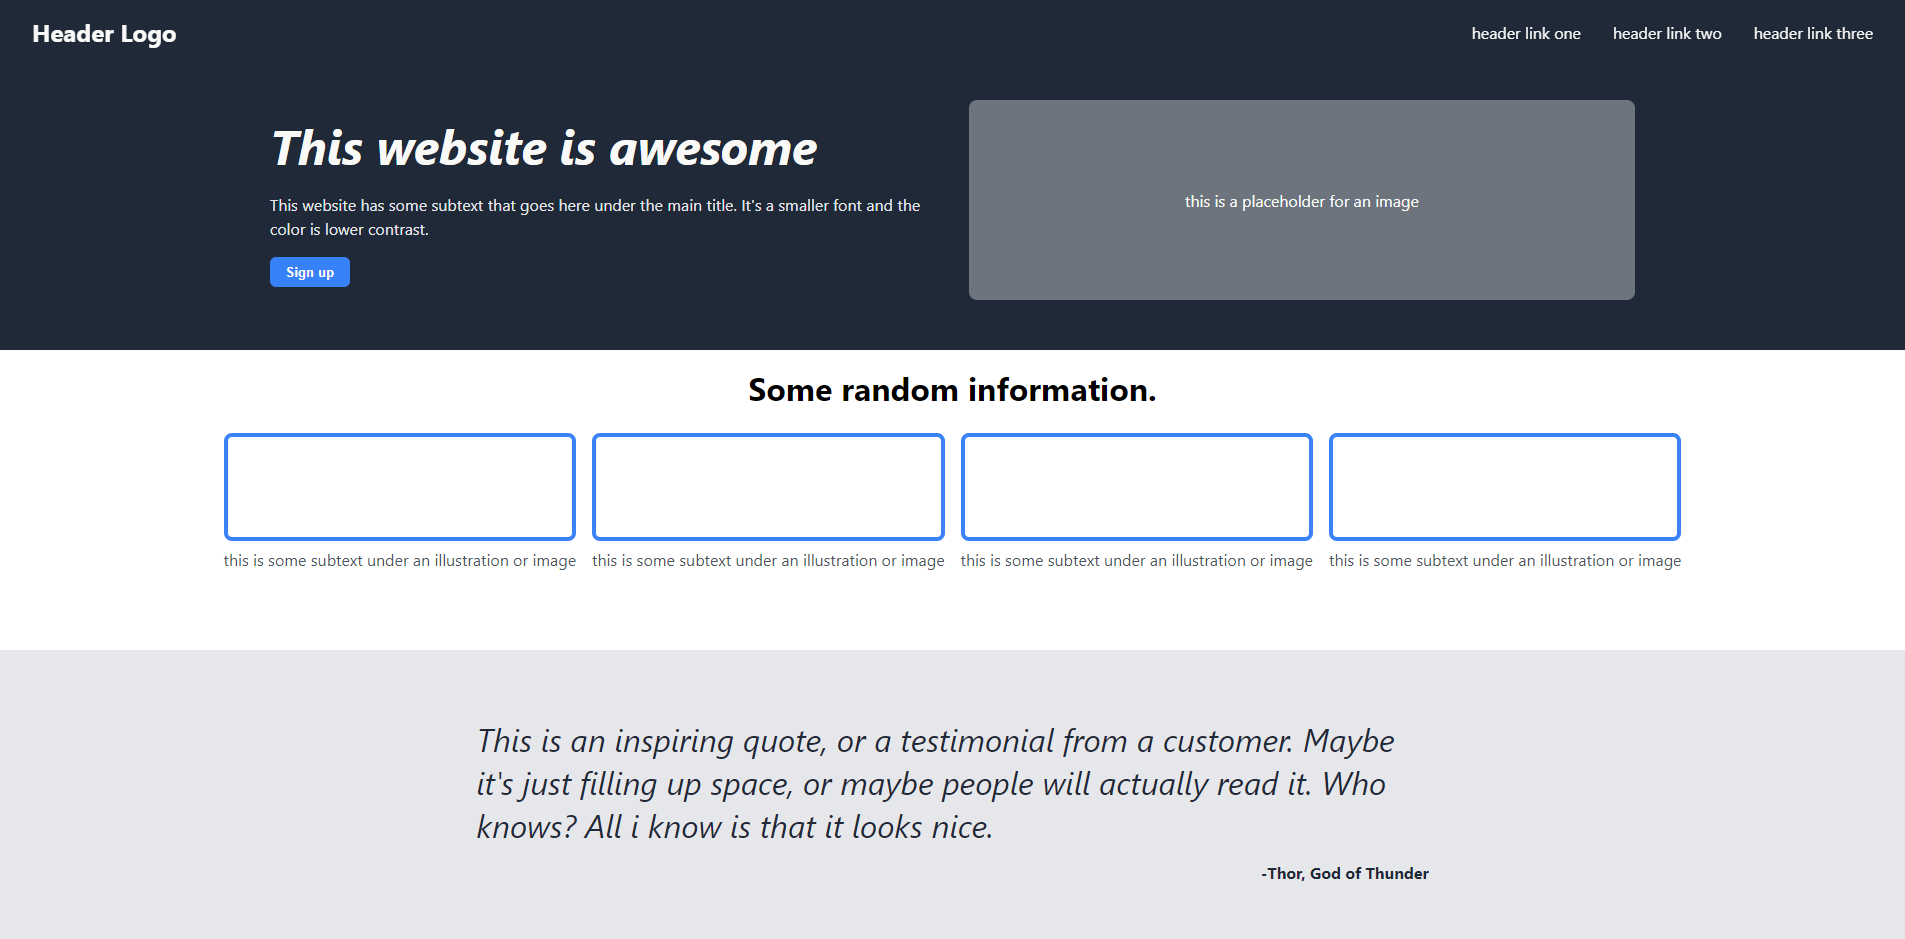 Header Logo
header link one
header link two
header link three
This website is awesome
This website has some subtext that goes here under the main title. It's a smaller font and the
color is lower contrast.
Sign up
this is a placeholder for an image
Some random information.
this is some subtext under an illustration or image
this is some subtext under an illustration or image
this is some subtext under an illustration or image
this is some subtext under an illustration or image
This is an inspiring quote, or a testimonial from a customer. Maybe
it's just filling up space, or maybe people will actually read it. Who
knows? All i know is that it looks nice.
-Thor, God of Thunder